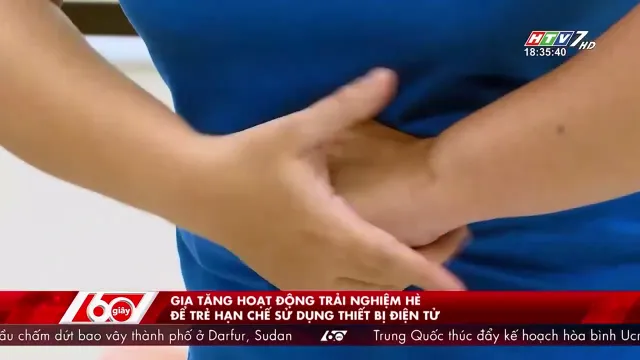 HTV7 HD
18:35:40
60 giây
GIA TĂNG HOẠT ĐỘNG TRẢI NGHIỆM HÈ
ĐỂ TRẺ HẠN CHẾ SỬ DỤNG THIẾT BỊ ĐIỆN TỬ
ầu chấm dứt bao vây thành phố ở Darfur, Sudan 60 Trung Quốc thúc đẩy kế hoạch hòa bình Ucr